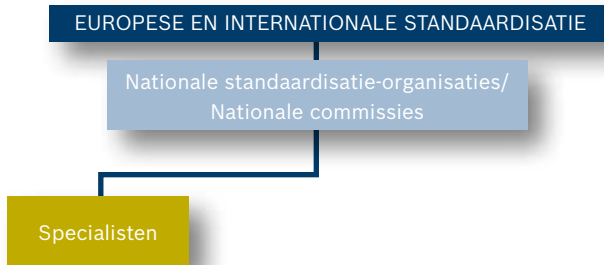 EUROPESE EN INTERNATIONALE STANDAARDISATIE
Nationale standaardisatie-organisaties/
Nationale commissies
Specialisten